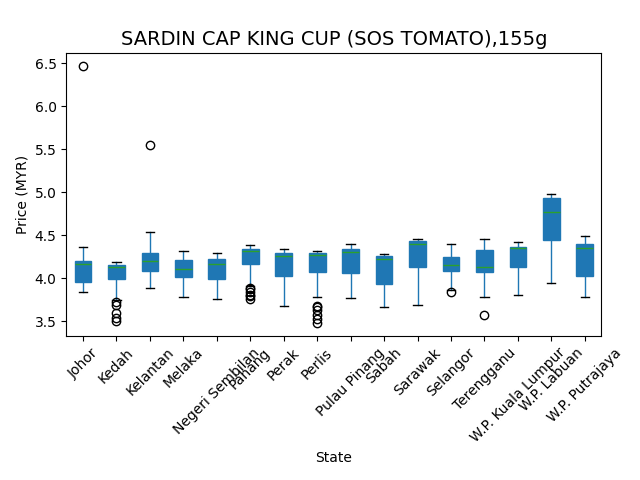 SARDIN CAP KING CUP (SOS TOMATO),155g
Price (MYR)
6.5
6.0
5.5
5.0
4.5
4.0
3.5
Johor
Kedah
Kelantan
Melaka
Negeri Sembilan
Pahang
Perak
Perlis
Pulau Pinang
Sabah
Sarawak
Selangor
Terengganu
W.P. Kuala Lumpur
W.P. Labuan
W.P. Putrajaya
State